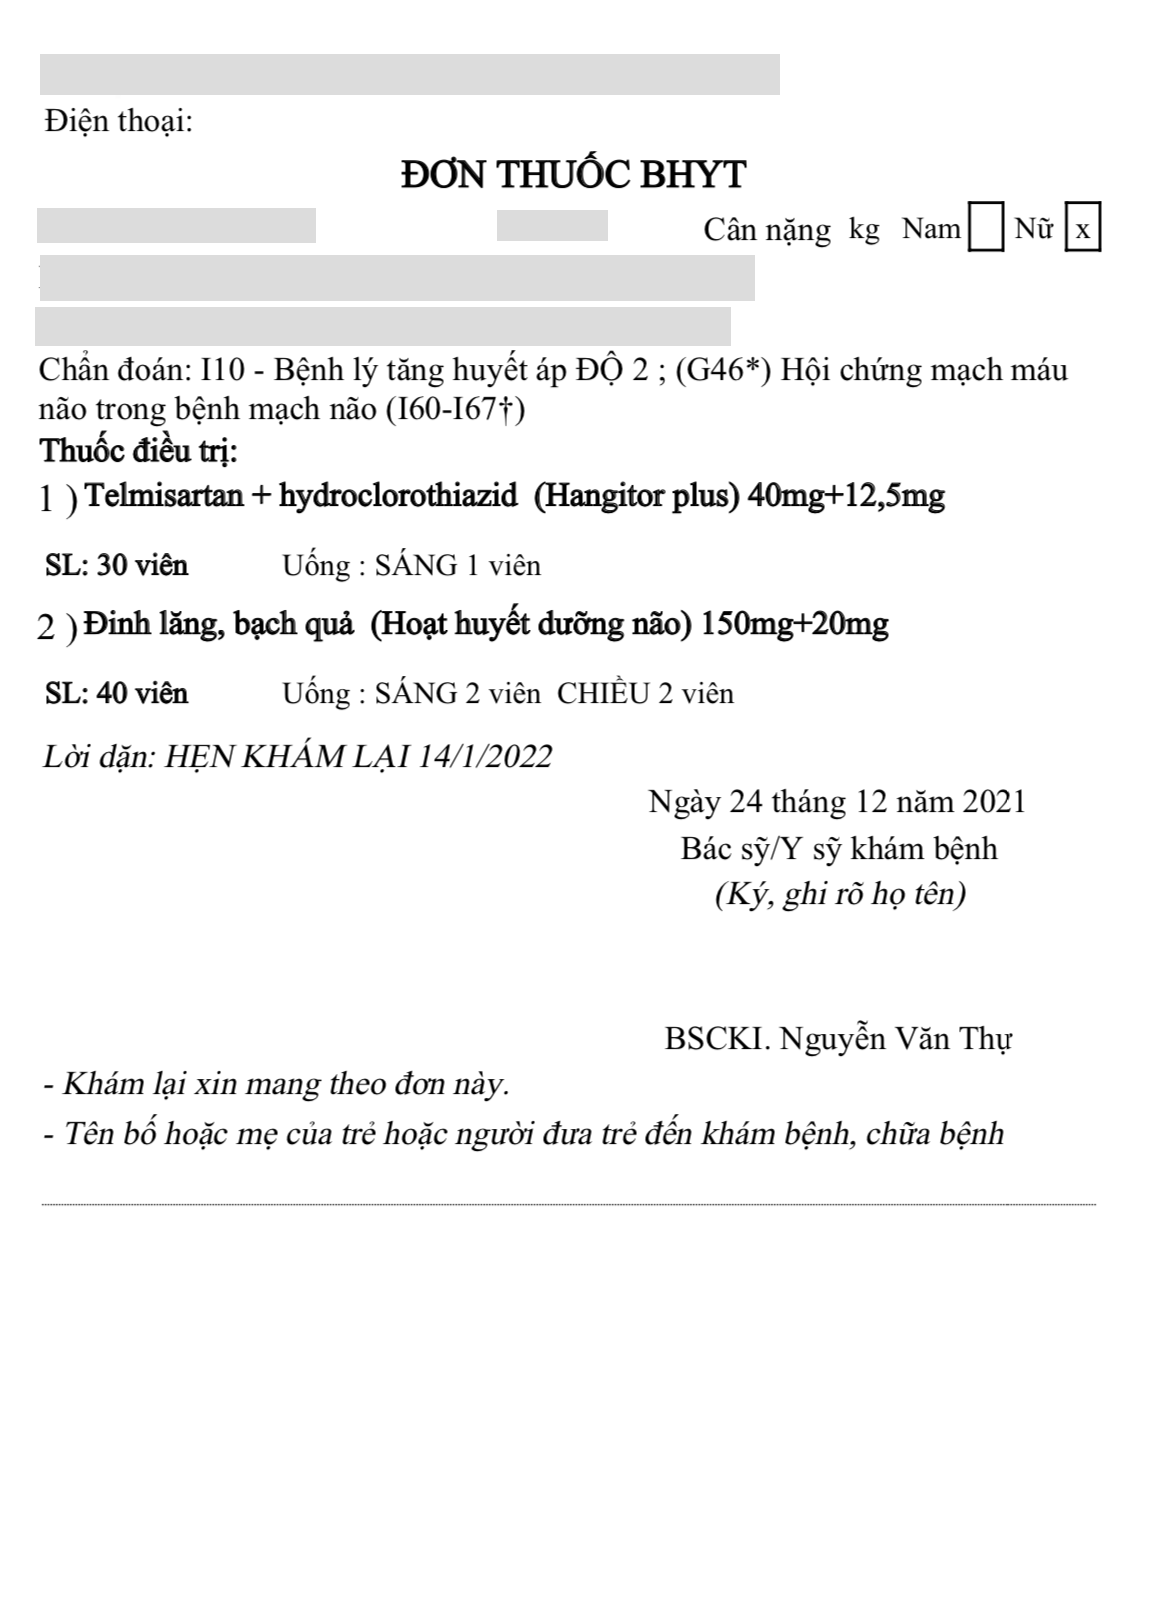 Điện thoại:
ĐƠN THUỐC BHYT
Cân nặng kg Nam Nữ x
Chẩn đoán: I10 - Bệnh lý tăng huyết áp ĐỘ 2 ; (G46*) Hội chứng mạch máu
não trong bệnh mạch não (I60-I67†)
Thuốc điều trị:
1 ) Telmisartan + hydroclorothiazid (Hangitor plus) 40mg+12,5mg
SL: 30 viên Uống : SÁNG 1 viên
2 ) Đinh lăng, bạch quả (Hoạt huyết dưỡng não) 150mg+20mg
SL: 40 viên Uống : SÁNG 2 viên CHIỀU 2 viên
Lời dặn: HẸN KHÁM LẠI 14/1/2022
Ngày 24 tháng 12 năm 2021
Bác sỹ/Y sỹ khám bệnh
(Ký, ghi rõ họ tên)
BSCKI. Nguyễn Văn Thự
- Khám lại xin mang theo đơn này.
- Tên bố hoặc mẹ của trẻ hoặc người đưa trẻ đến khám bệnh, chữa bệnh